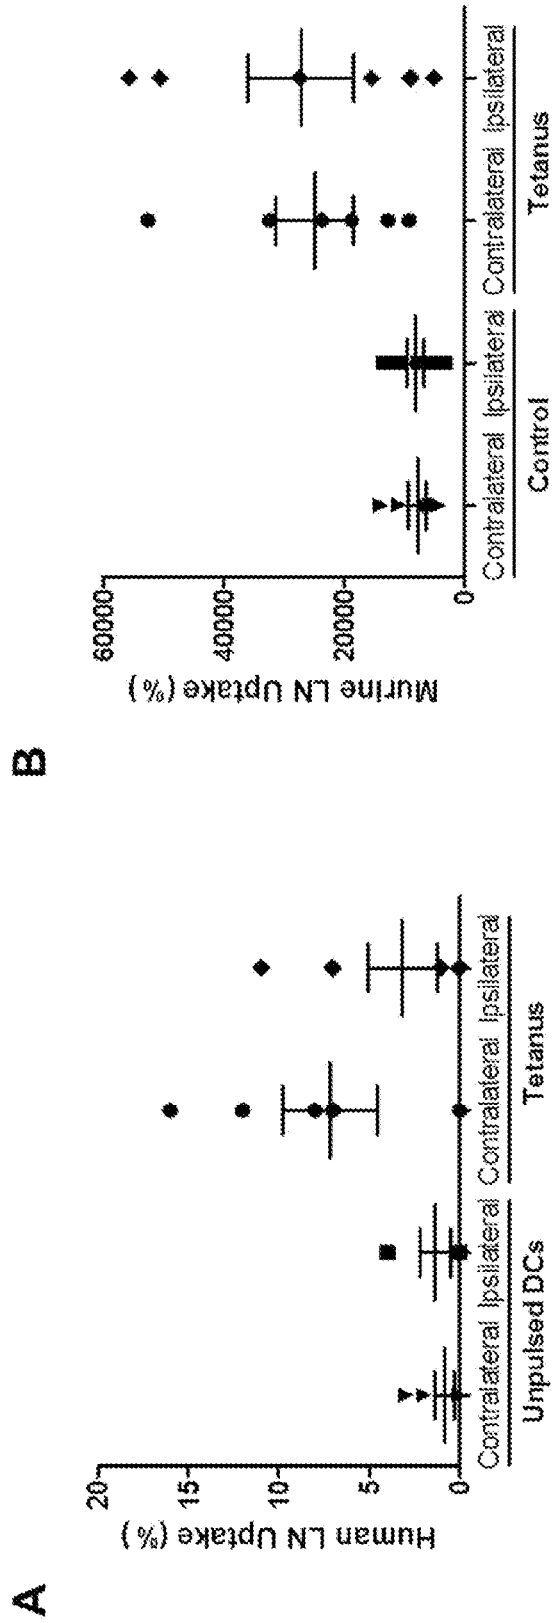 A
Human LN Uptake (%)
20
15
10
5
0
Contralateral Ipsilateral Contralateral Ipsilateral
Unpulsed DCs Tetanus
B
Murine LN Uptake (%)
60000
40000
20000
0
Contralateral Ipsilateral Contralateral Ipsilateral
Control Tetanus